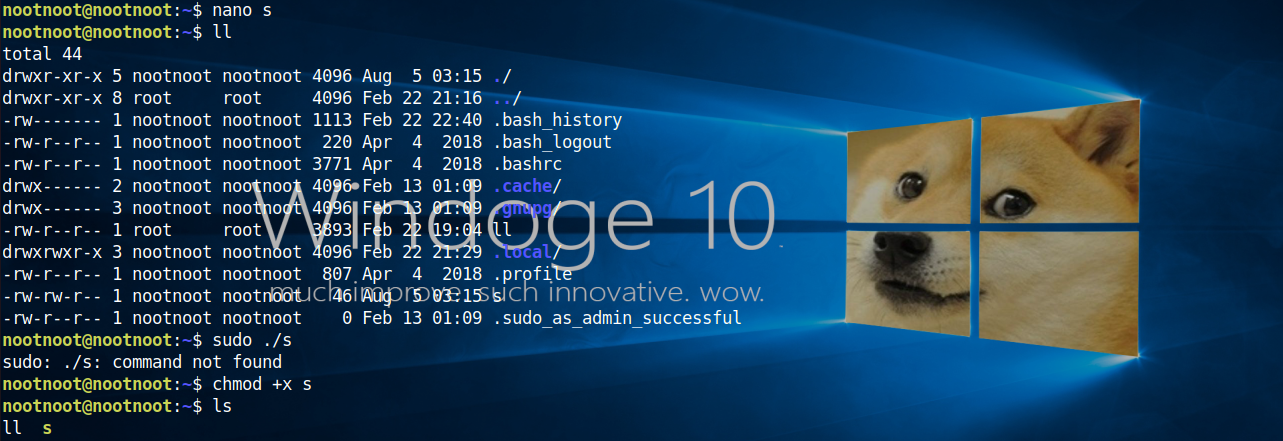 nootnoot@nootnoot:~$ nano s
nootnoot@nootnoot:~$ ll
total 44
drwxr-xr-x 5 nootnoot nootnoot 4096 Aug  5 03:15 ./
drwxr-xr-x 8 root     root     4096 Feb 22 21:16 ../
-rw------- 1 nootnoot nootnoot 1113 Feb 22 22:40 .bash_history
-rw-r--r-- 1 nootnoot nootnoot  220 Apr  4  2018 .bash_logout
-rw-r--r-- 1 nootnoot nootnoot 3771 Apr  4  2018 .bashrc
drwx------ 2 nootnoot nootnoot 4096 Feb 13 01:09 .cache/
drwx------ 3 nootnoot nootnoot 4096 Feb 13 01:09 .gnupg/
-rw-r--r-- 1 root     root     3893 Feb 22 19:04 ll
drwxrwxr-x 3 nootnoot nootnoot 4096 Feb 22 21:29 .local/
-rw-r--r-- 1 nootnoot nootnoot  807 Apr  4  2018 .profile
-rw-rw-r-- 1 nootnoot nootnoot   46 Aug  5 03:15 s
-rw-r--r-- 1 nootnoot nootnoot    0 Feb 13 01:09 .sudo_as_admin_successful
nootnoot@nootnoot:~$ sudo ./s
sudo: ./s: command not found
nootnoot@nootnoot:~$ chmod +x s
nootnoot@nootnoot:~$ ls
ll  s
Windoge 10
much improve. such innovative. wow.